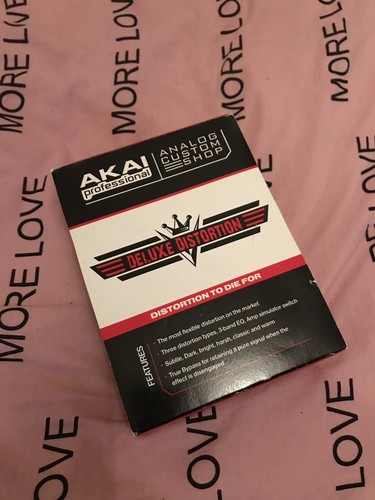 MORE LOVE
MORE LOVE
MORE LOVE
MORE LOVE
MORE LOVE
AKAI
professional
ANALOG
CUSTOM
SHOP
DELUXE DISTORTION
DISTORTION TO DIE FOR
FEATURES
· The most flexible distortion on the market
· Three distortion types, 3-band EQ, Amp simulator switch
· Subtle, Dark, bright, harsh, classic and warm
· True Bypass for retaining a pure signal when the
effect is disengaged
MORE LOVE
LOVE
LOVE